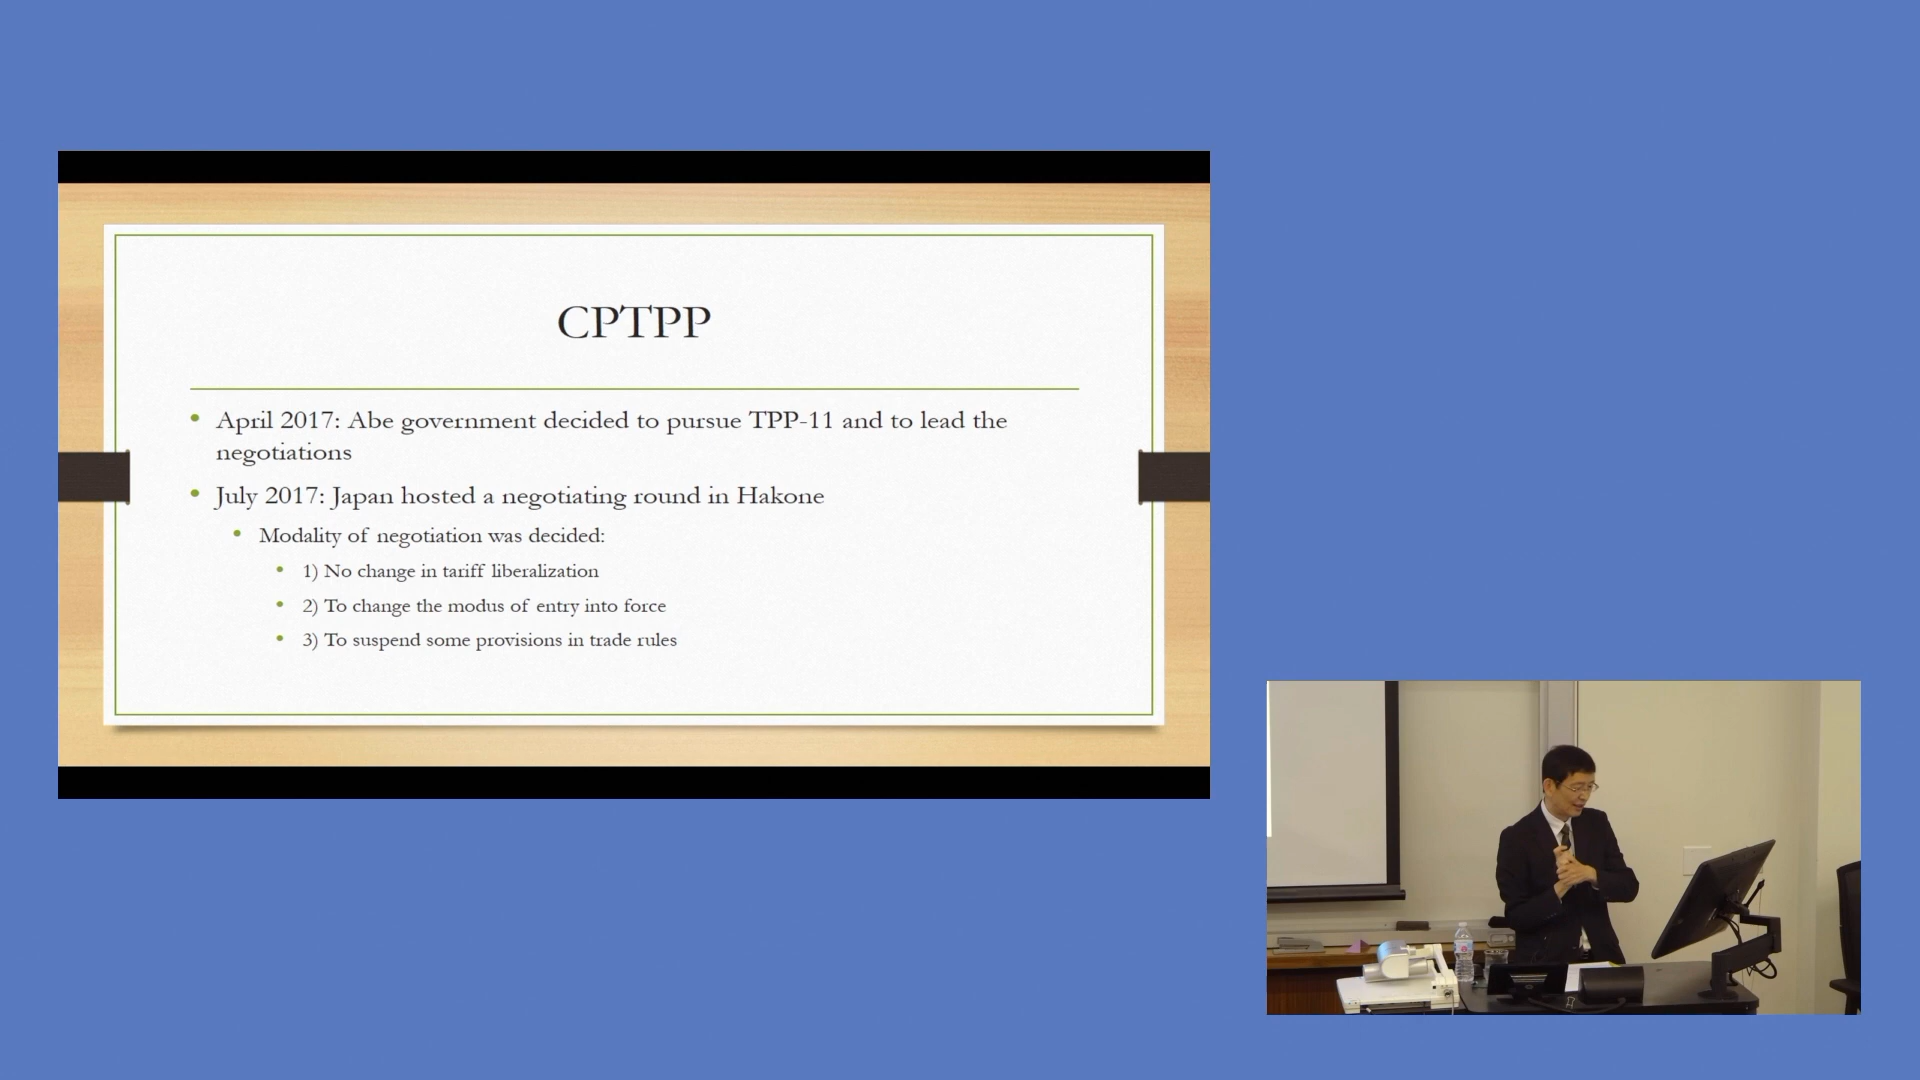 CPTPP
• April 2017: Abe government decided to pursue TPP-11 and to lead the
negotiations
• July 2017: Japan hosted a negotiating round in Hakone
• Modality of negotiation was decided:
• 1) No change in tariff liberalization
• 2) To change the modus of entry into force
• 3) To suspend some provisions in trade rules